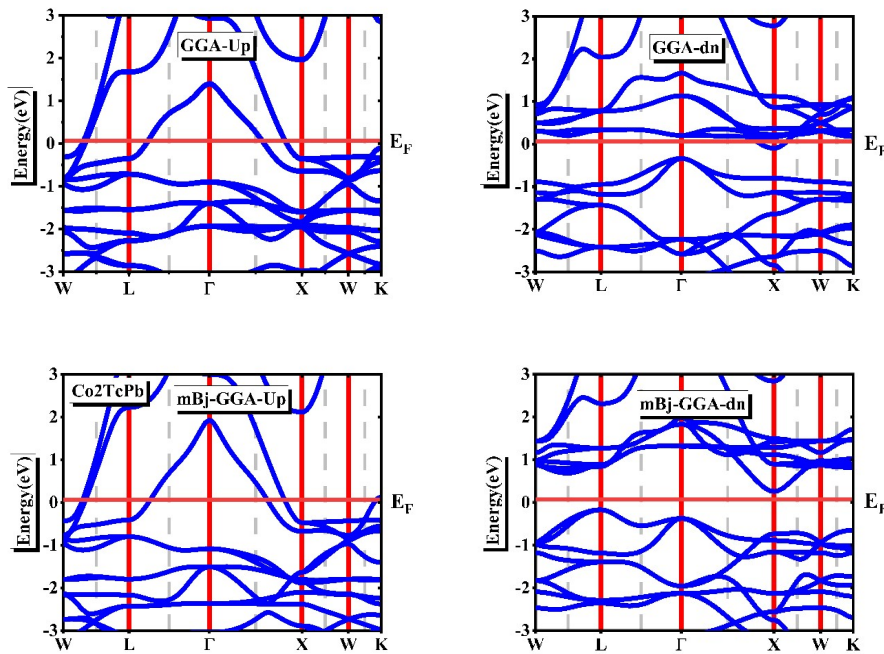 GGA-Up
Energy(eV)
3
2
1
0
-1
-2
-3
W L Γ X W K
E_F
GGA-dn
Energy(eV)
3
2
1
0
-1
-2
-3
W L Γ X W K
E_F
Co2TcPb
mBj-GGA-Up
Energy(eV)
3
2
1
0
-1
-2
-3
W L Γ X W K
E_F
mBj-GGA-dn
Energy(eV)
3
2
1
0
-1
-2
-3
W L Γ X W K
E_F